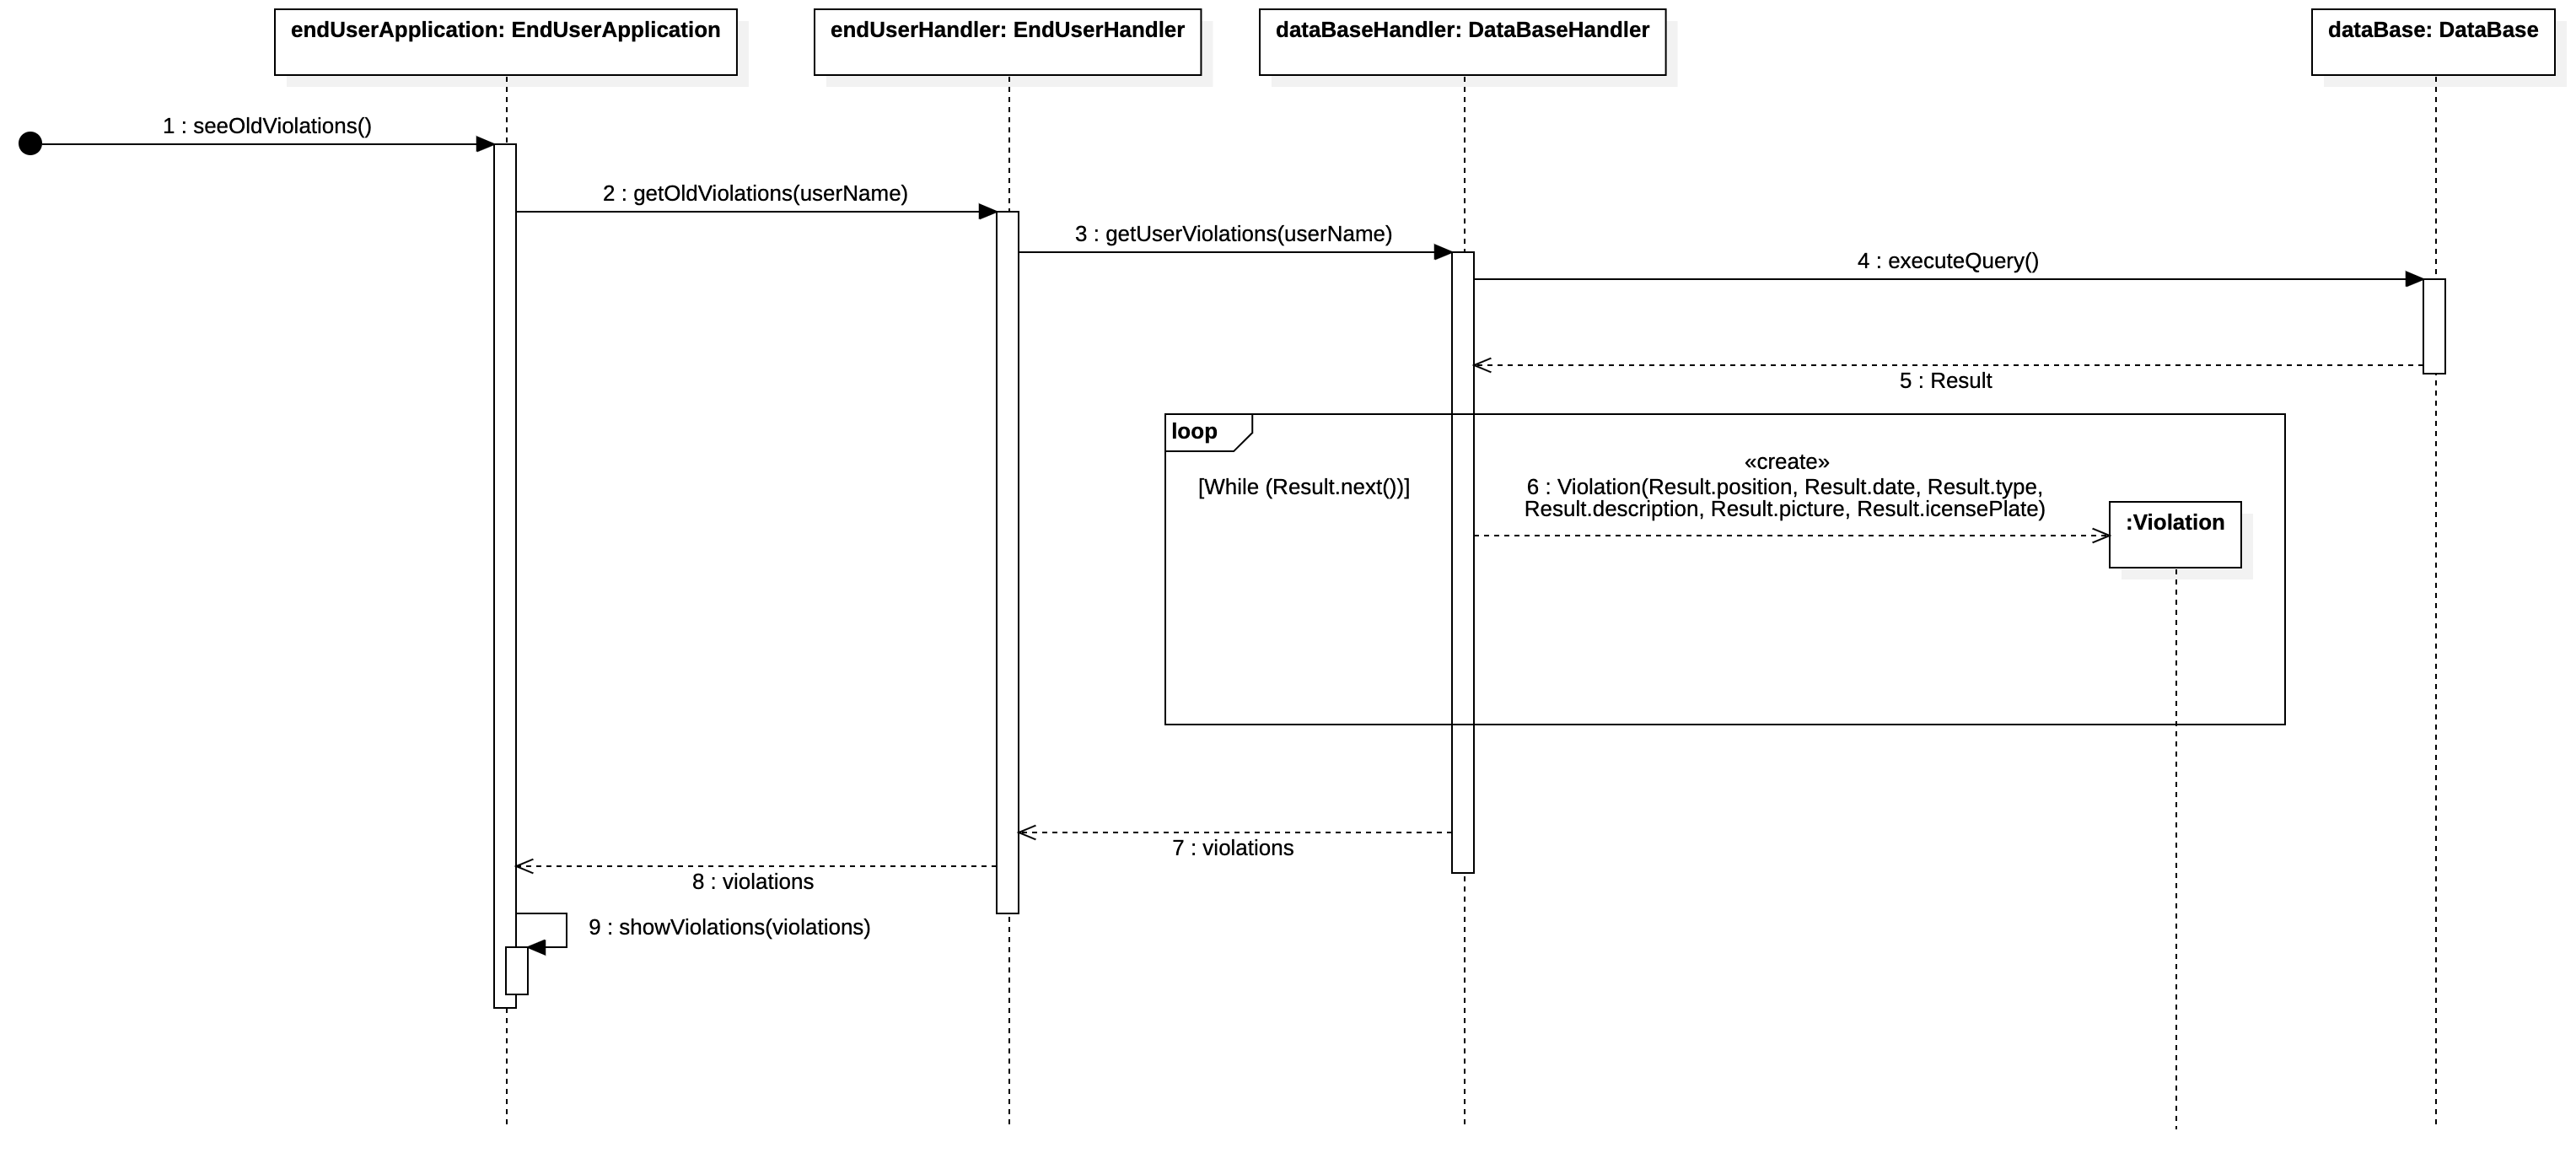 endUserApplication: EndUserApplication
endUserHandler: EndUserHandler
dataBaseHandler: DataBaseHandler
dataBase: DataBase
1 : seeOldViolations()
2 : getOldViolations(userName)
3 : getUserViolations(userName)
4 : executeQuery()
5 : Result
loop
[While (Result.next())]
«create»
6 : Violation(Result.position, Result.date, Result.type,
Result.description, Result.picture, Result.icensePlate)
:Violation
7 : violations
8 : violations
9 : showViolations(violations)